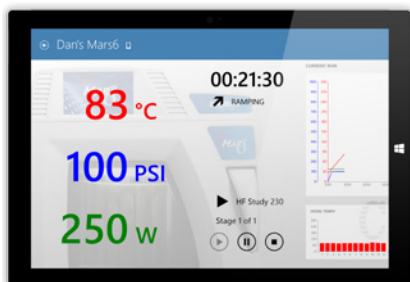 Dan's Mars6
83 °C
100 PSI
250 W
00:21:30
RAMPING
HF Study 230
Stage 1 of 1
CURRENT RUN